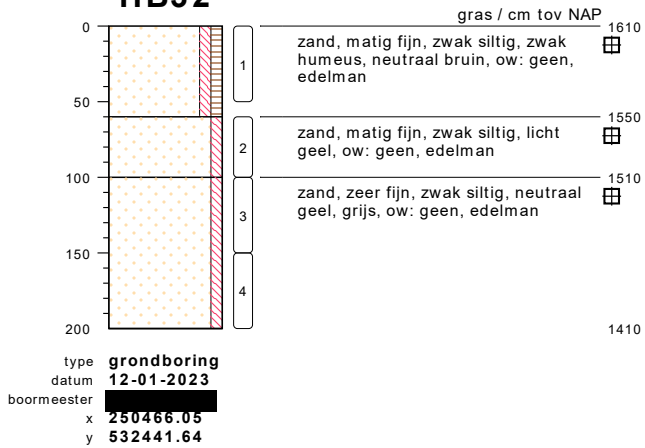 gras / cm tov NAP
0
1610
zand, matig fijn, zwak siltig, zwak
humeus, neutraal bruin, ow: geen,
edelman
1
50
1550
zand, matig fijn, zwak siltig, licht
geel, ow: geen, edelman
2
100
1510
zand, zeer fijn, zwak siltig, neutraal
geel, grijs, ow: geen, edelman
3
150
4
200
1410
type grondboring
datum 12-01-2023
boormeester
x 250466.05
y 532441.64